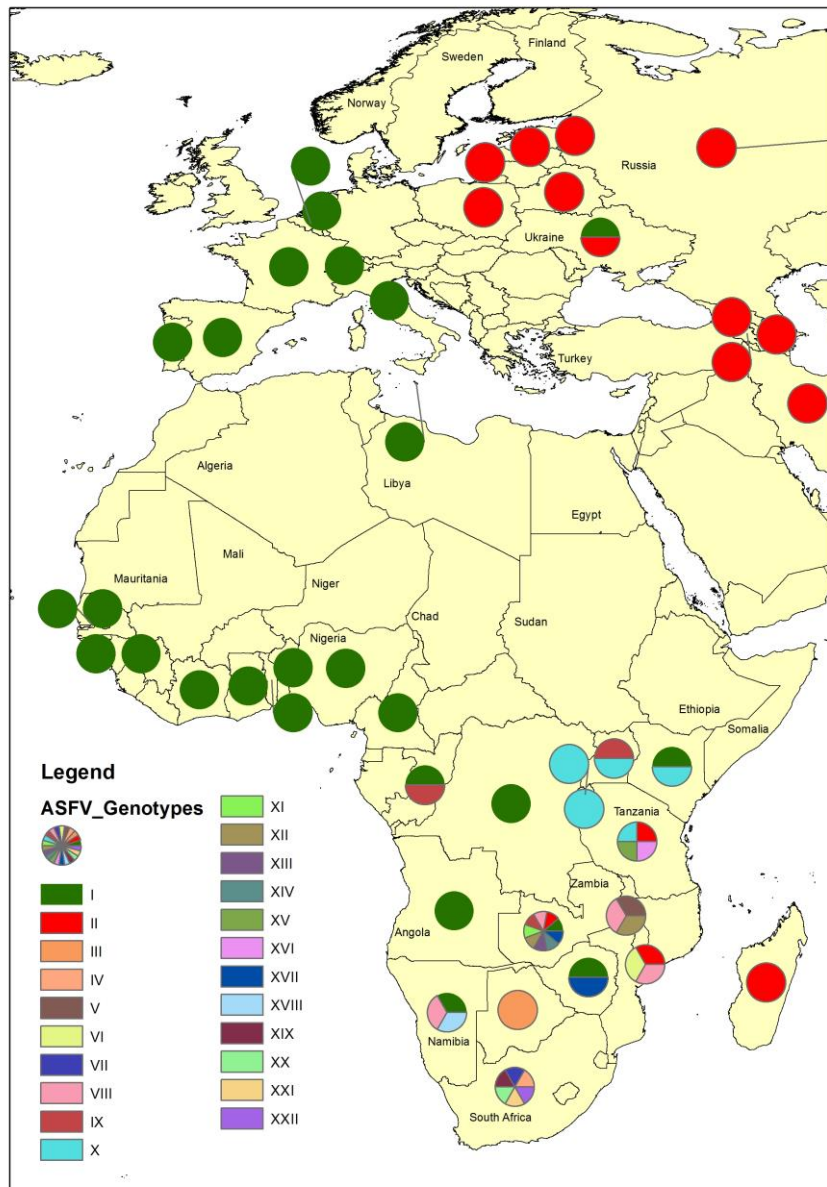 Finland
Sweden
Norway
Russia
Ukraine
Turkey
Algeria
Libya
Egypt
Mauritania
Mali
Niger
Chad
Sudan
Nigeria
Ethiopia
Somalia
Tanzania
Zambia
Angola
Namibia
South Africa
Legend
ASFV_Genotypes
I
II
III
IV
V
VI
VII
VIII
IX
X
XI
XII
XIII
XIV
XV
XVI
XVII
XVIII
XIX
XX
XXI
XXII